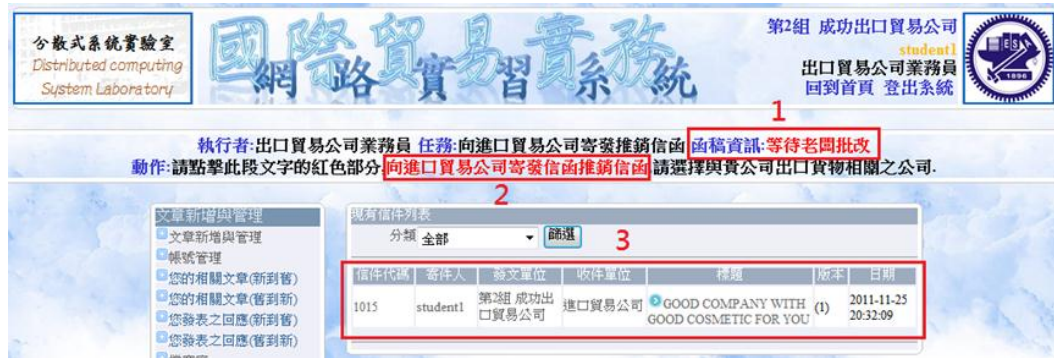 分散式系統實驗室
Distributed computing
System Laboratory
國際貿易實務
網路實習系統
第2組 成功出口貿易公司
student1
出口貿易公司業務員
回到首頁 登出系統
1896
1
執行者:出口貿易公司業務員 任務:向進口貿易公司寄發推銷信函 函稿資訊:等待老闆批改
動作:請點擊此段文字的紅色部分,向進口貿易公司寄發信函推銷信函,請選擇與貴公司出口貨物相關之公司.
2
文章新增與管理
文章新增與管理
帳號管理
您的相關文章(新到舊)
您的相關文章(舊到新)
您發表之回應(新到舊)
您發表之回應(舊到新)
現有信件列表
分類 全部 篩選
3
信件代碼 寄件人 發文單位 收件單位 標題 版本 日期
1015 student1 第2組 成功出口貿易公司 進口貿易公司 GOOD COMPANY WITH GOOD COSMETIC FOR YOU (1) 2011-11-25 20:32:09